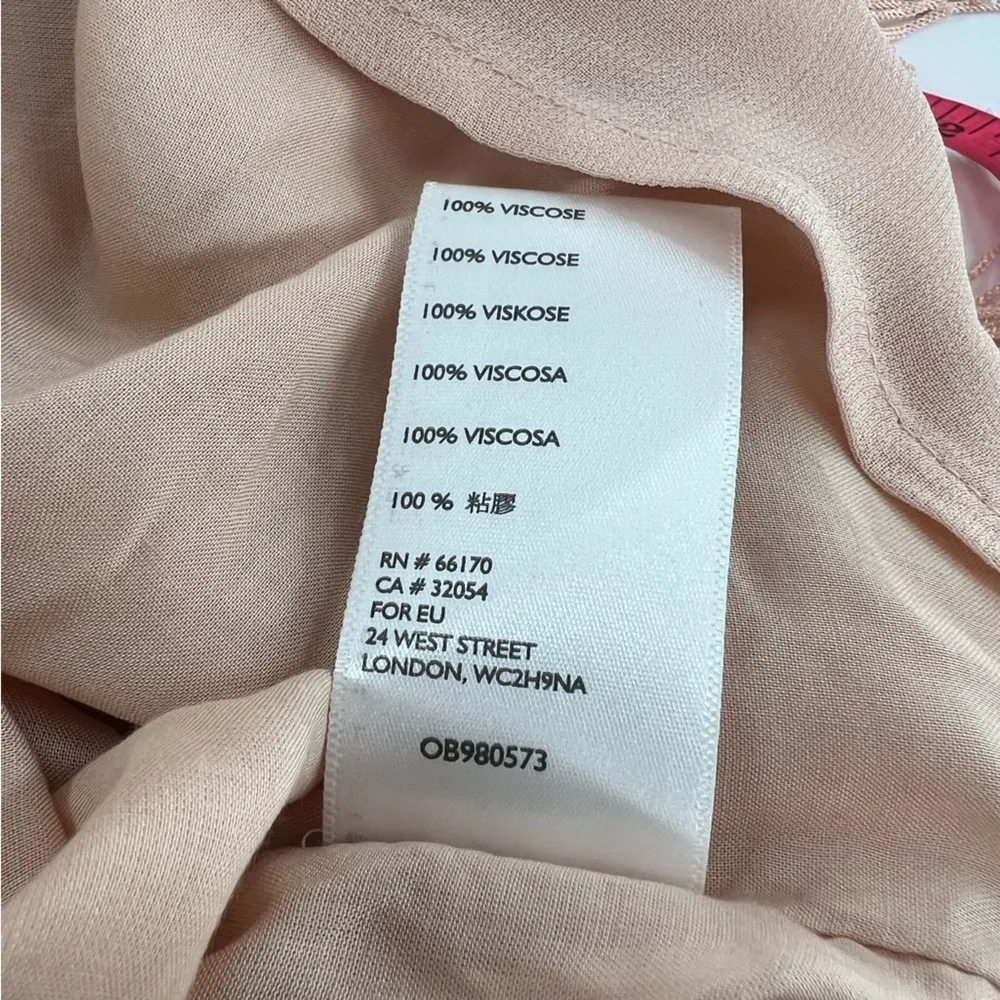 100% VISCOSE
100% VISCOSE
100% VISKOSE
100% VISCOSA
100% VISCOSA
100 % 粘膠
RN # 66170
CA # 32054
FOR EU
24 WEST STREET
LONDON, WC2H9NA
OB980573